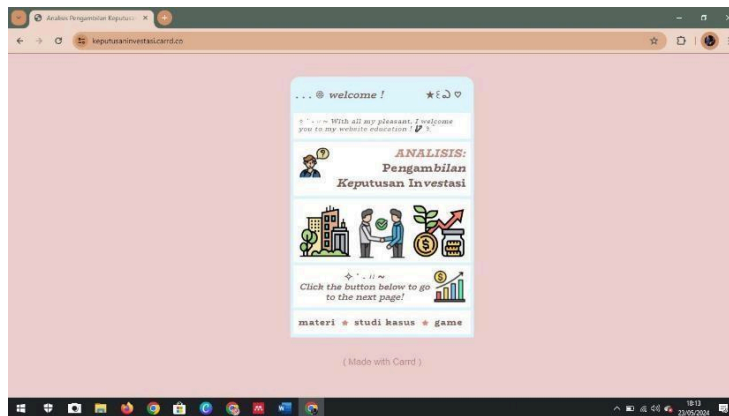 Analisis Pengambilan Keputusan
keputusaninvestasi.carrd.co
. . . ֍ welcome ! ★꒰ა ♡
With all my pleasant, I welcome
you to my website education !
ANALISIS:
Pengambilan
Keputusan Investasi
Click the button below to go
to the next page!
materi ★ studi kasus ★ game
( Made with Carrd )
18:13
23/05/2024